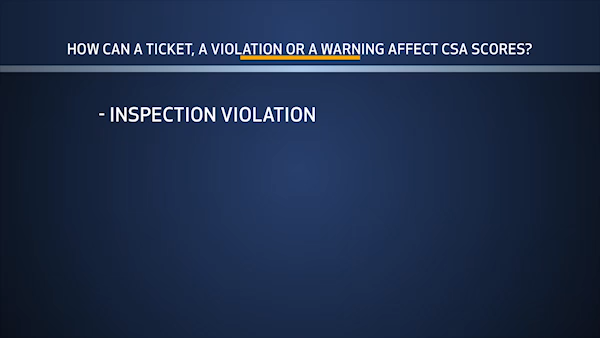 HOW CAN A TICKET, A VIOLATION OR A WARNING AFFECT CSA SCORES?
- INSPECTION VIOLATION